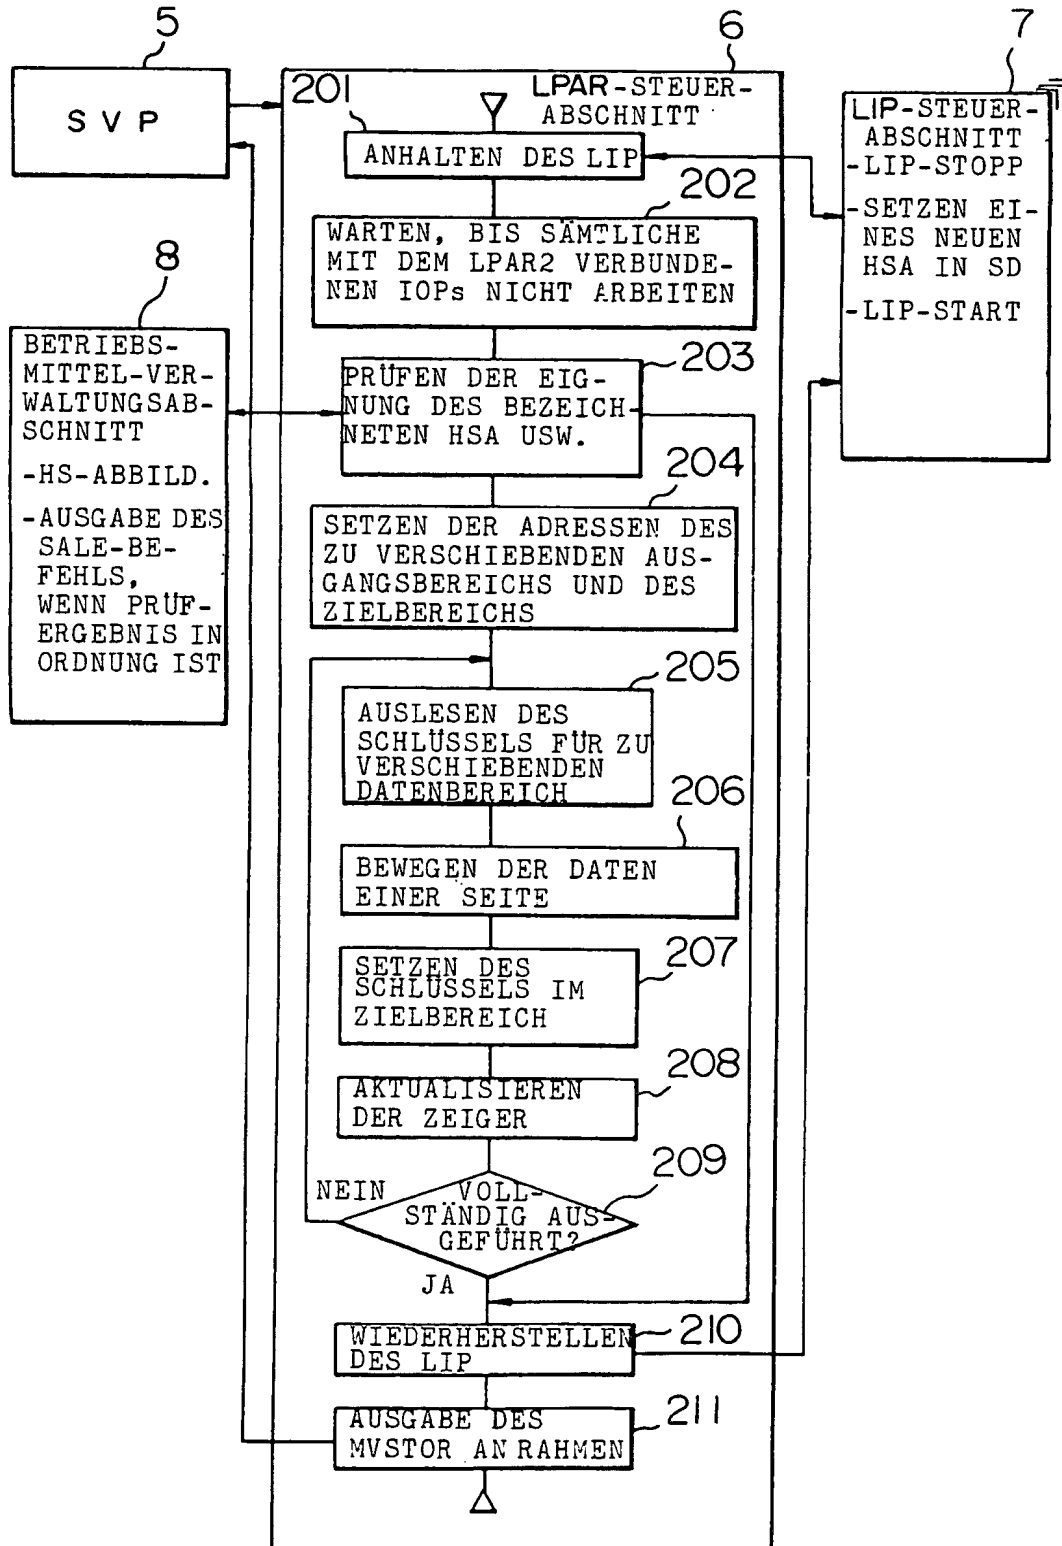 5
SVP
6
LPAR-STEUER-
ABSCHNITT
7
LIP-STEUER-
ABSCHNITT
-LIP-STOPP
-SETZEN EI-
NES NEUEN
HSA IN SD
-LIP-START
8
BETRIEBS-
MITTEL-VER-
WALTUNGSAB-
SCHNITT
-HS-ABBILD.
-AUSGABE DES
SALE-BE-
FEHLS,
WENN PRÜF-
ERGEBNIS IN
ORDNUNG IST
201
ANHALTEN DES LIP
202
WARTEN, BIS SÄMTLICHE
MIT DEM LPAR2 VERBUNDE-
NEN IOPs NICHT ARBEITEN
203
PRÜFEN DER EIG-
NUNG DES BEZEICH-
NETEN HSA USW.
204
SETZEN DER ADRESSEN DES
ZU VERSCHIEBENDEN AUS-
GANGSBEREICHS UND DES
ZIELBEREICHS
205
AUSLESEN DES
SCHLÜSSELS FÜR ZU
VERSCHIEBENDEN
DATENBEREICH
206
BEWEGEN DER DATEN
EINER SEITE
207
SETZEN DES
SCHLÜSSELS IM
ZIELBEREICH
208
AKTUALISIEREN
DER ZEIGER
209
NEIN
VOLL-
STÄNDIG AUS-
GEFÜHRT?
JA
210
WIEDERHERSTELLEN
DES LIP
211
AUSGABE DES
MVSTOR AN RAHMEN